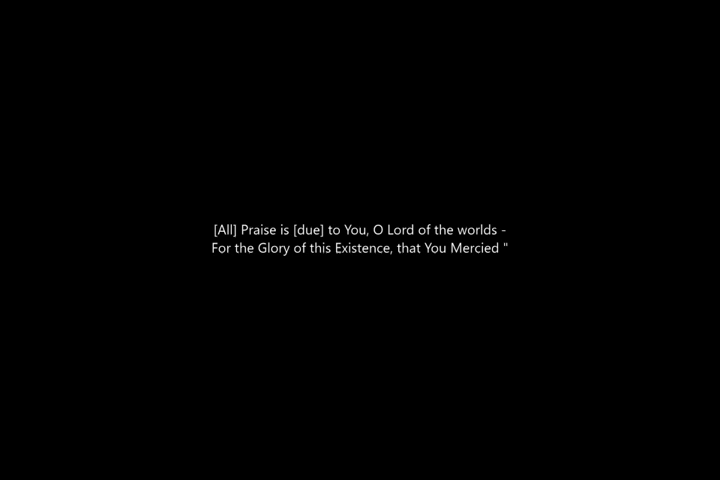 [All] Praise is [due] to You, O Lord of the worlds -
For the Glory of this Existence, that You Mercied "